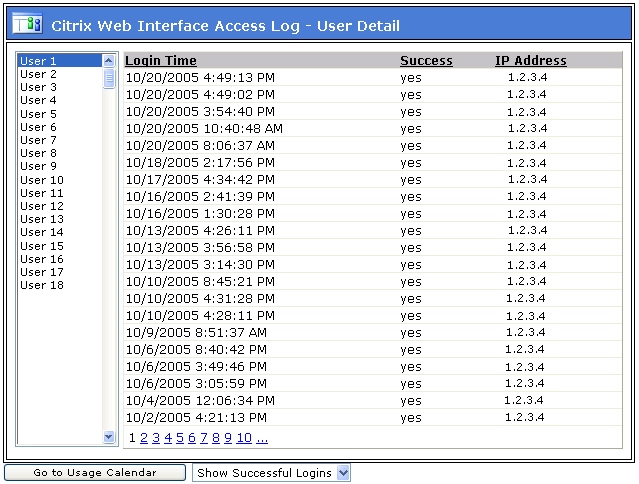 Citrix Web Interface Access Log - User Detail
User 1
User 2
User 3
User 4
User 5
User 6
User 7
User 8
User 9
User 10
User 11
User 12
User 13
User 14
User 15
User 16
User 17
User 18
Login Time Success IP Address
10/20/2005 4:49:13 PM yes 1.2.3.4
10/20/2005 4:49:02 PM yes 1.2.3.4
10/20/2005 3:54:40 PM yes 1.2.3.4
10/20/2005 10:40:48 AM yes 1.2.3.4
10/20/2005 8:06:37 AM yes 1.2.3.4
10/18/2005 2:17:56 PM yes 1.2.3.4
10/17/2005 4:34:42 PM yes 1.2.3.4
10/16/2005 2:41:39 PM yes 1.2.3.4
10/16/2005 1:30:28 PM yes 1.2.3.4
10/13/2005 4:26:11 PM yes 1.2.3.4
10/13/2005 3:56:58 PM yes 1.2.3.4
10/13/2005 3:14:30 PM yes 1.2.3.4
10/10/2005 8:45:21 PM yes 1.2.3.4
10/10/2005 4:31:28 PM yes 1.2.3.4
10/10/2005 4:28:11 PM yes 1.2.3.4
10/9/2005 8:51:37 AM yes 1.2.3.4
10/6/2005 8:40:42 PM yes 1.2.3.4
10/6/2005 3:49:46 PM yes 1.2.3.4
10/6/2005 3:05:59 PM yes 1.2.3.4
10/4/2005 12:06:34 PM yes 1.2.3.4
10/2/2005 4:21:13 PM yes 1.2.3.4
1 2 3 4 5 6 7 8 9 10 ...
Go to Usage Calendar
Show Successful Logins